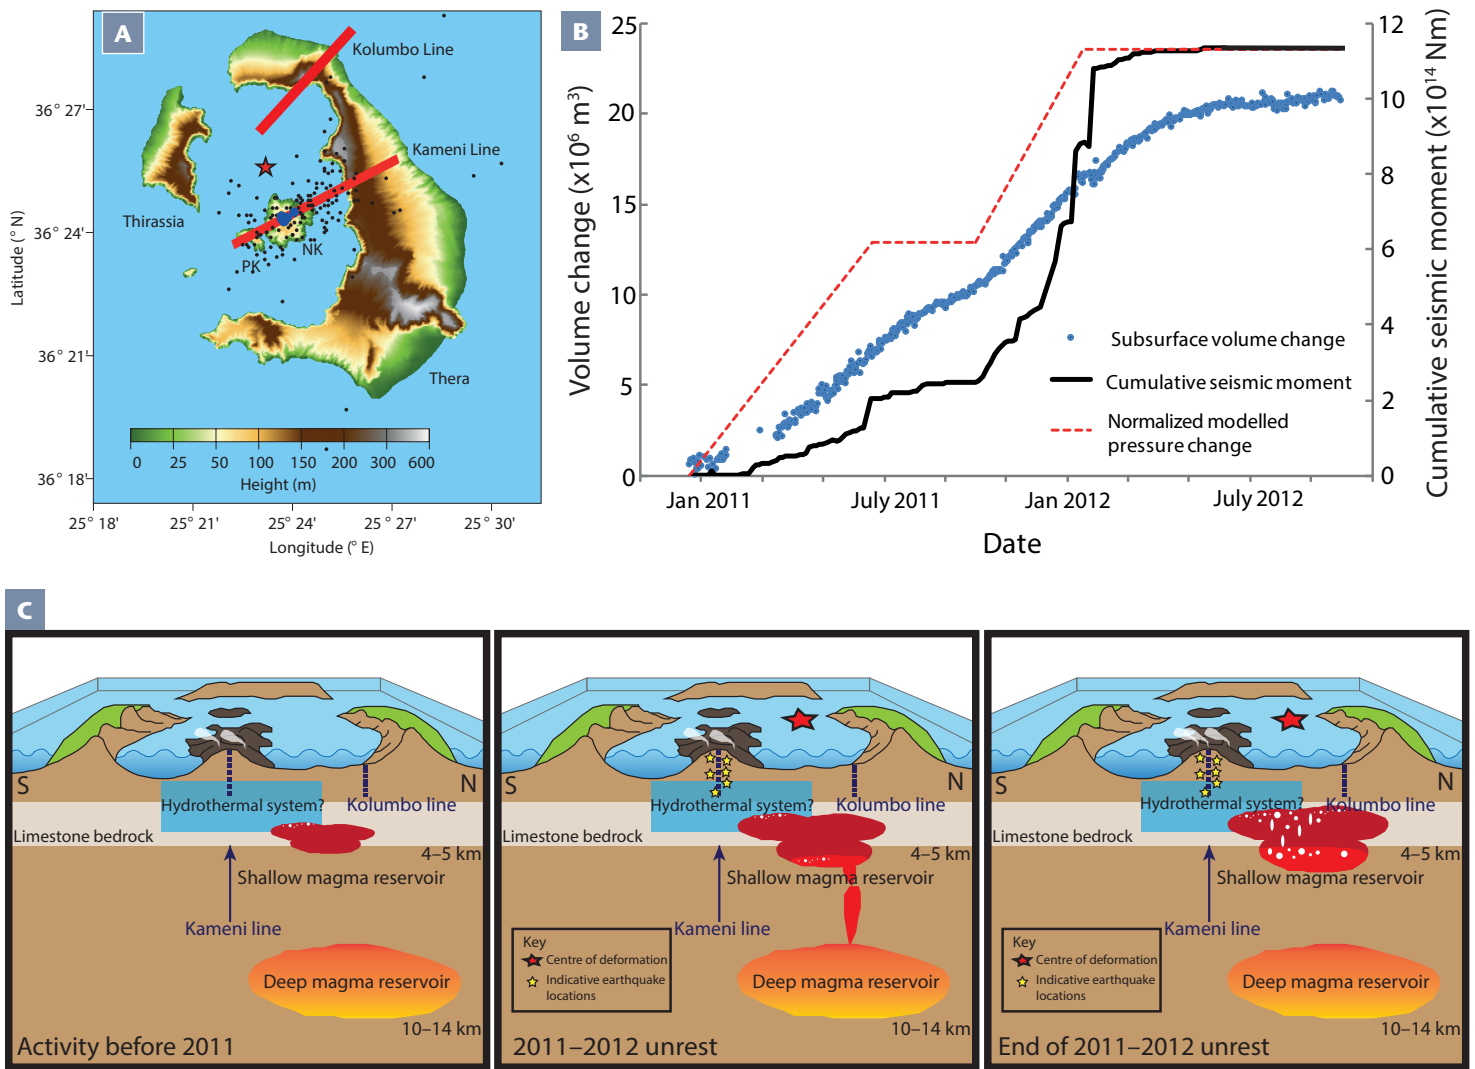 A
Kolumbo Line
Kameni Line
Thirassia
NK
PK
Thera
0 25 50 100 150 200 300 600
Height (m)
36° 27'
36° 24'
36° 21'
36° 18'
Latitude (° N)
25° 18' 25° 21' 25° 24' 25° 27' 25° 30'
Longitude (° E)
B
25
20
15
10
5
0
Volume change (x10⁶ m³)
12
10
8
6
4
2
0
Cumulative seismic moment (x10¹⁴ Nm)
Subsurface volume change
Cumulative seismic moment
Normalized modelled
pressure change
Jan 2011 July 2011 Jan 2012 July 2012
Date
C
S
N
Hydrothermal system?
Kolumbo line
Limestone bedrock
4–5 km
Shallow magma reservoir
Kameni line
Deep magma reservoir
10–14 km
Activity before 2011
S
N
Hydrothermal system?
Kolumbo line
Limestone bedrock
4–5 km
Shallow magma reservoir
Kameni line
Key
Centre of deformation
Indicative earthquake
locations
Deep magma reservoir
10–14 km
2011–2012 unrest
S
N
Hydrothermal system?
Kolumbo line
Limestone bedrock
4–5 km
Shallow magma reservoir
Kameni line
Key
Centre of deformation
Indicative earthquake
locations
Deep magma reservoir
10–14 km
End of 2011–2012 unrest